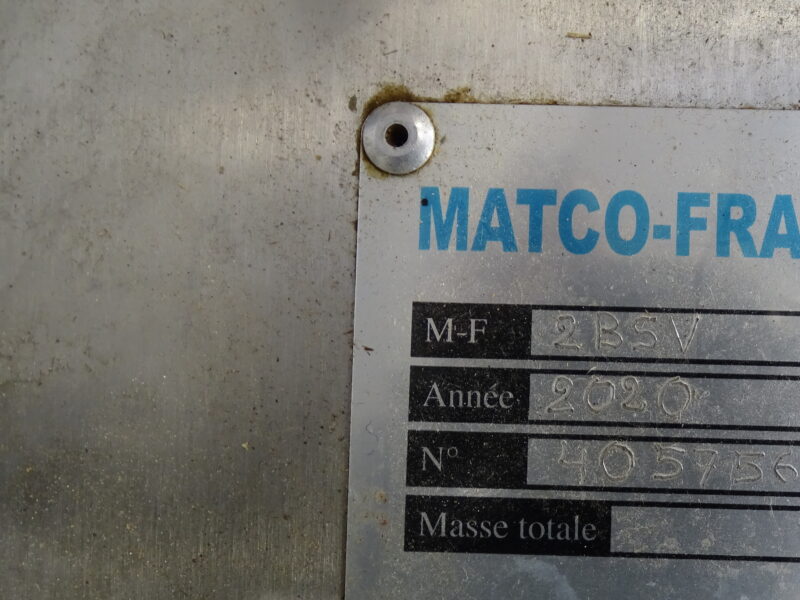 MATCO-FRA
M-F 2BSV
Année 2020
N° 405756
Masse totale